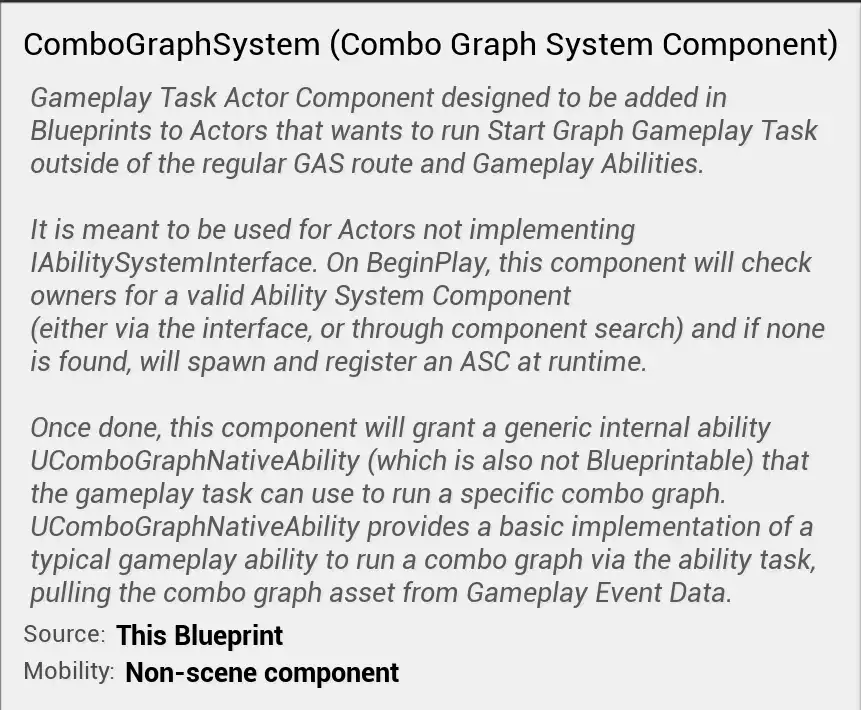 ComboGraphSystem (Combo Graph System Component)
Gameplay Task Actor Component designed to be added in
Blueprints to Actors that wants to run Start Graph Gameplay Task
outside of the regular GAS route and Gameplay Abilities.
It is meant to be used for Actors not implementing
IAbilitySystemInterface. On BeginPlay, this component will check
owners for a valid Ability System Component
(either via the interface, or through component search) and if none
is found, will spawn and register an ASC at runtime.
Once done, this component will grant a generic internal ability
UComboGraphNativeAbility (which is also not Blueprintable) that
the gameplay task can use to run a specific combo graph.
UComboGraphNativeAbility provides a basic implementation of a
typical gameplay ability to run a combo graph via the ability task,
pulling the combo graph asset from Gameplay Event Data.
Source: This Blueprint
Mobility: Non-scene component